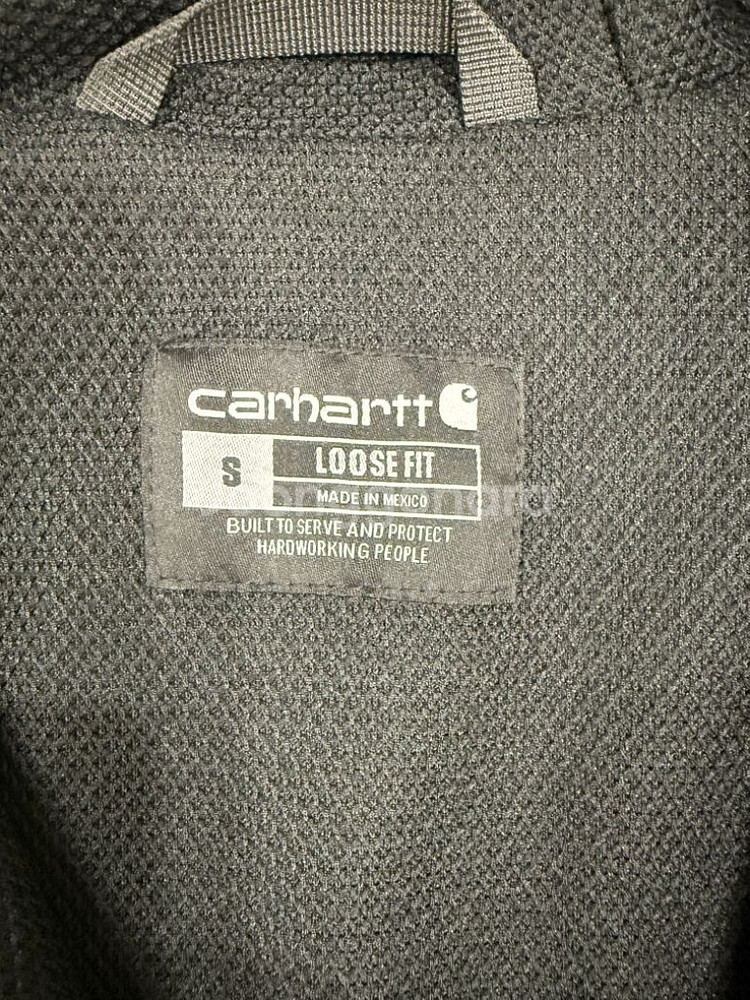 carhartt
S
LOOSE FIT
MADE IN MEXICO
BUILT TO SERVE AND PROTECT
HARDWORKING PEOPLE